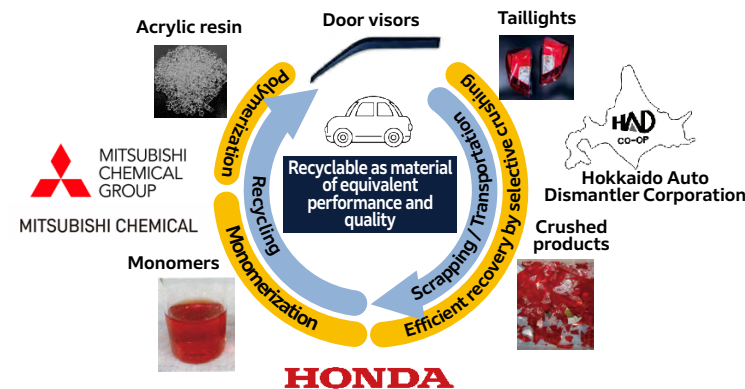 Door visors
Taillights
Acrylic resin
Polymerization
Efficient recovery by selective crushing
Scrapping / Transportation
HAD
CO-OP
Hokkaido Auto
Dismantler Corporation
Recyclable as material
of equivalent
performance and
quality
Recycling
MITSUBISHI
CHEMICAL
GROUP
MITSUBISHI CHEMICAL
Crushed
products
Monomers
Monomerization
HONDA